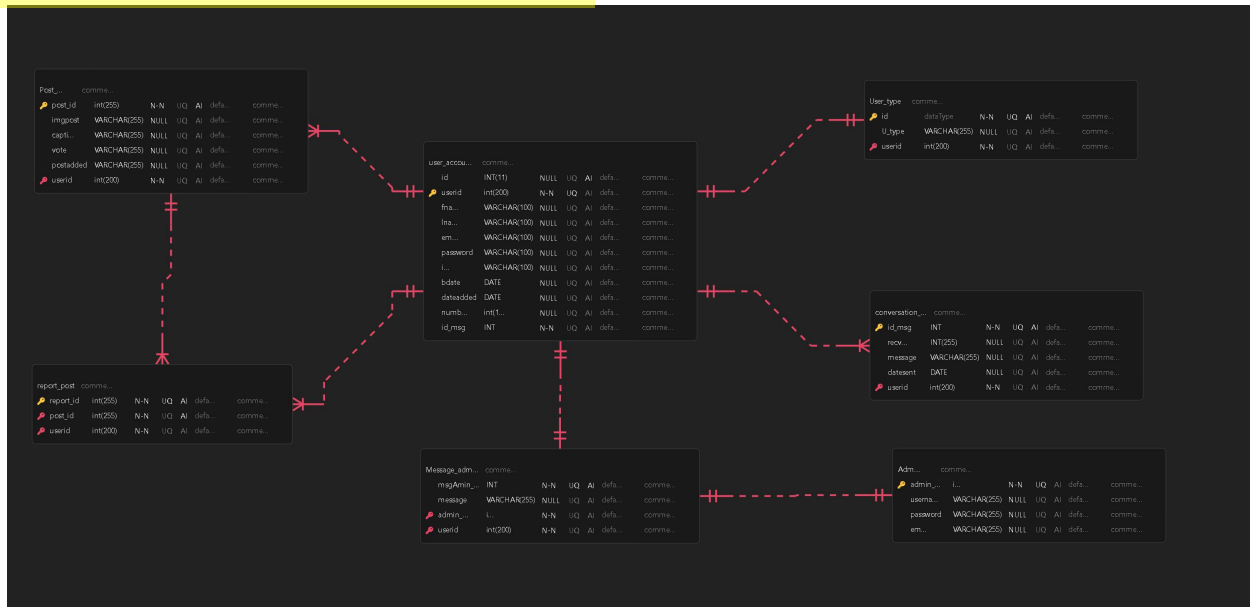 Post_... comme...
post_id int(255) N-N UQ AI defa... comme...
imgpost VARCHAR(255) NULL UQ AI defa... comme...
capti... VARCHAR(255) NULL UQ AI defa... comme...
vote VARCHAR(255) NULL UQ AI defa... comme...
postadded VARCHAR(255) NULL UQ AI defa... comme...
userid int(200) N-N UQ AI defa... comme...
User_type comme...
id dataType N-N UQ AI defa... comme...
U_type VARCHAR(255) NULL UQ AI defa... comme...
userid int(200) N-N UQ AI defa... comme...
user_accou... comme...
id INT(11) NULL UQ AI defa... comme...
userid int(200) N-N UQ AI defa... comme...
fna... VARCHAR(100) NULL UQ AI defa... comme...
lna... VARCHAR(100) NULL UQ AI defa... comme...
em... VARCHAR(100) NULL UQ AI defa... comme...
password VARCHAR(100) NULL UQ AI defa... comme...
i... VARCHAR(100) NULL UQ AI defa... comme...
bdate DATE NULL UQ AI defa... comme...
dateadded DATE NULL UQ AI defa... comme...
numb... int(1... NULL UQ AI defa... comme...
id_msg INT N-N UQ AI defa... comme...
conversation_... comme...
id_msg INT N-N UQ AI defa... comme...
recv... INT(255) NULL UQ AI defa... comme...
message VARCHAR(255) NULL UQ AI defa... comme...
datesent DATE NULL UQ AI defa... comme...
userid int(200) N-N UQ AI defa... comme...
report_post comme...
report_id int(255) N-N UQ AI defa... comme...
post_id int(255) N-N UQ AI defa... comme...
userid int(200) N-N UQ AI defa... comme...
Message_adm... comme...
msgAmin_... INT N-N UQ AI defa... comme...
message VARCHAR(255) NULL UQ AI defa... comme...
admin_... i... N-N UQ AI defa... comme...
userid int(200) N-N UQ AI defa... comme...
Adm... comme...
admin_... i... N-N UQ AI defa... comme...
userna... VARCHAR(255) NULL UQ AI defa... comme...
password VARCHAR(255) NULL UQ AI defa... comme...
em... VARCHAR(255) NULL UQ AI defa... comme...